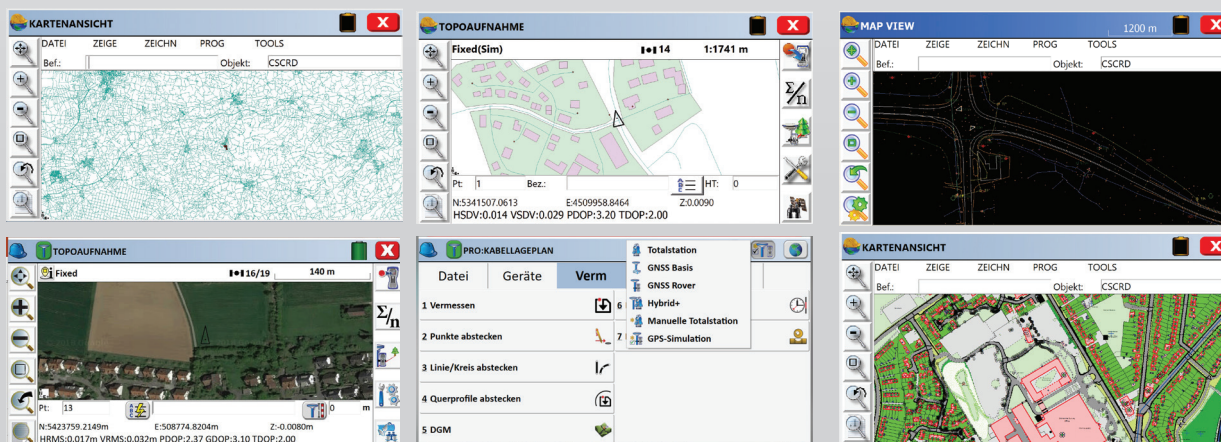 KARTENANSICHT
DATEI ZEIGE ZEICHN PROG TOOLS
Bef.: Objekt: CSCRD
TOPOAUFNAHME
Fixed(Sim) 14 1:1741 m
Σ/n
Pt: 1 Bez.: HT: 0
N:5341507.0613 E:4509958.8464 Z:0.0090
HSDV:0.014 VSDV:0.029 PDOP:3.20 TDOP:2.00
MAP VIEW 1200 m
DATEI ZEIGE ZEICHN PROG TOOLS
Bef.: Objekt: CSCRD
TOPOAUFNAHME
Fixed 16/19 140 m
Σ/n
Pt: 13 0 m
N:5423759.2149m E:508774.8204m Z:-0.0080m
HRMS:0.017m VRMS:0.032m PDOP:2.37 GDOP:3.10 TDOP:2.00
PRO:KABELLAGEPLAN
Datei Geräte Verm
1 Vermessen 6
2 Punkte abstecken 7
3 Linie/Kreis abstecken
4 Querprofile abstecken
5 DGM
Totalstation
GNSS Basis
GNSS Rover
Hybrid+
Manuelle Totalstation
GPS-Simulation
KARTENANSICHT
DATEI ZEIGE ZEICHN PROG TOOLS
Bef.: Objekt: CSCRD